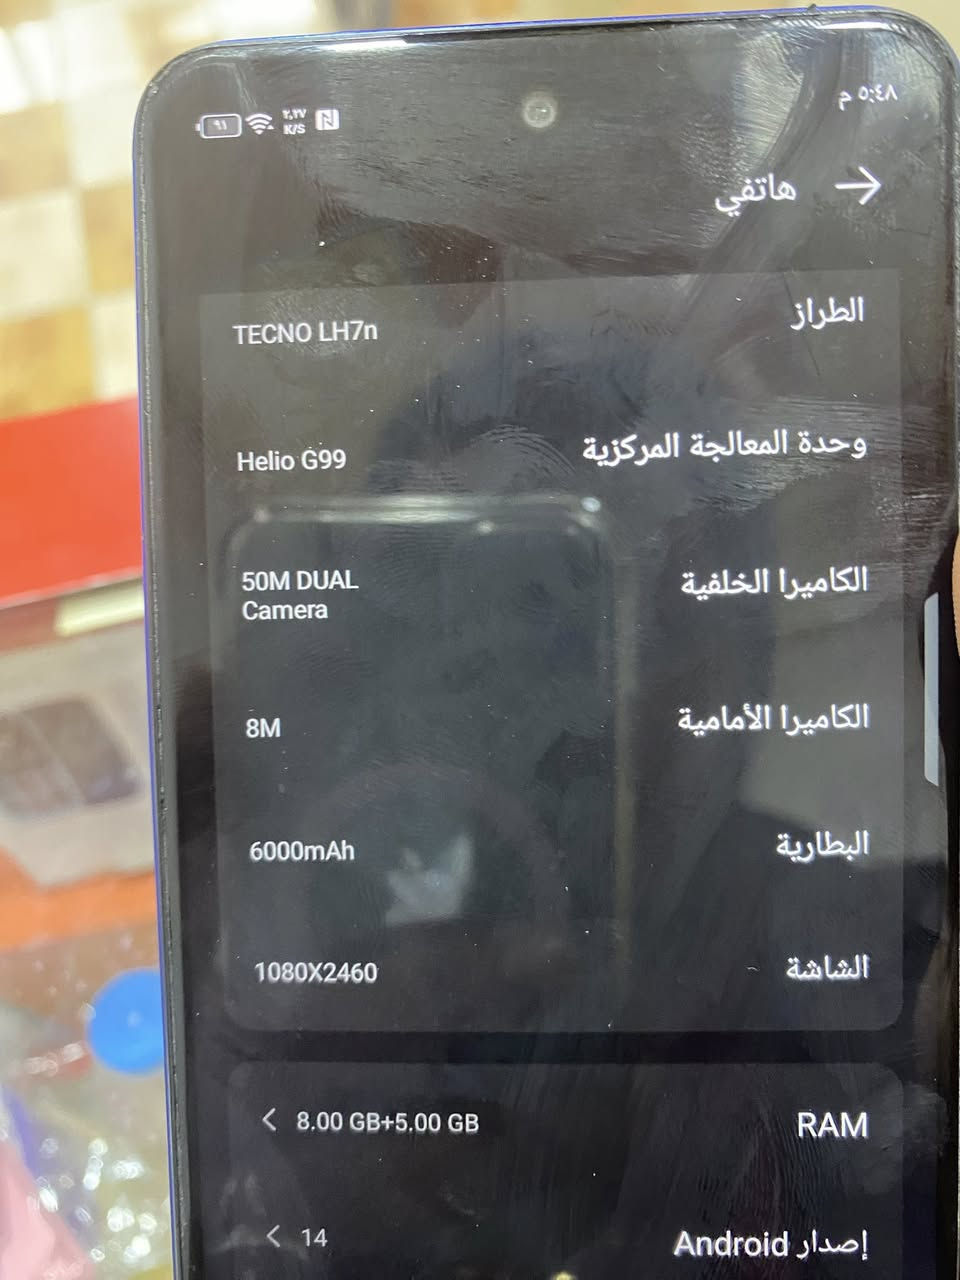 ٥:٤٨ م
٢٫٢٧
K/S
٩١
هاتفي
الطراز TECNO LH7n
وحدة المعالجة المركزية Helio G99
الكاميرا الخلفية 50M DUAL
Camera
الكاميرا الأمامية 8M
البطارية 6000mAh
الشاشة 1080X2460
RAM 8.00 GB+5.00 GB
إصدار Android 14